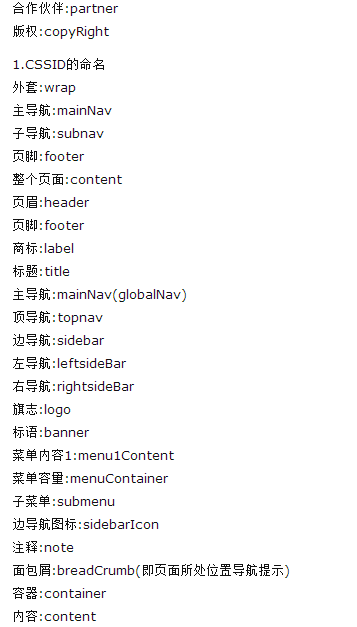 合作伙伴:partner
版权:copyRight
1.CSSID的命名
外套:wrap
主导航:mainNav
子导航:subnav
页脚:footer
整个页面:content
页眉:header
页脚:footer
商标:label
标题:title
主导航:mainNav(globalNav)
顶导航:topnav
边导航:sidebar
左导航:leftsideBar
右导航:rightsideBar
旗志:logo
标语:banner
菜单内容1:menu1Content
菜单容量:menuContainer
子菜单:submenu
边导航图标:sidebarIcon
注释:note
面包屑:breadCrumb(即页面所处位置导航提示)
容器:container
内容:content